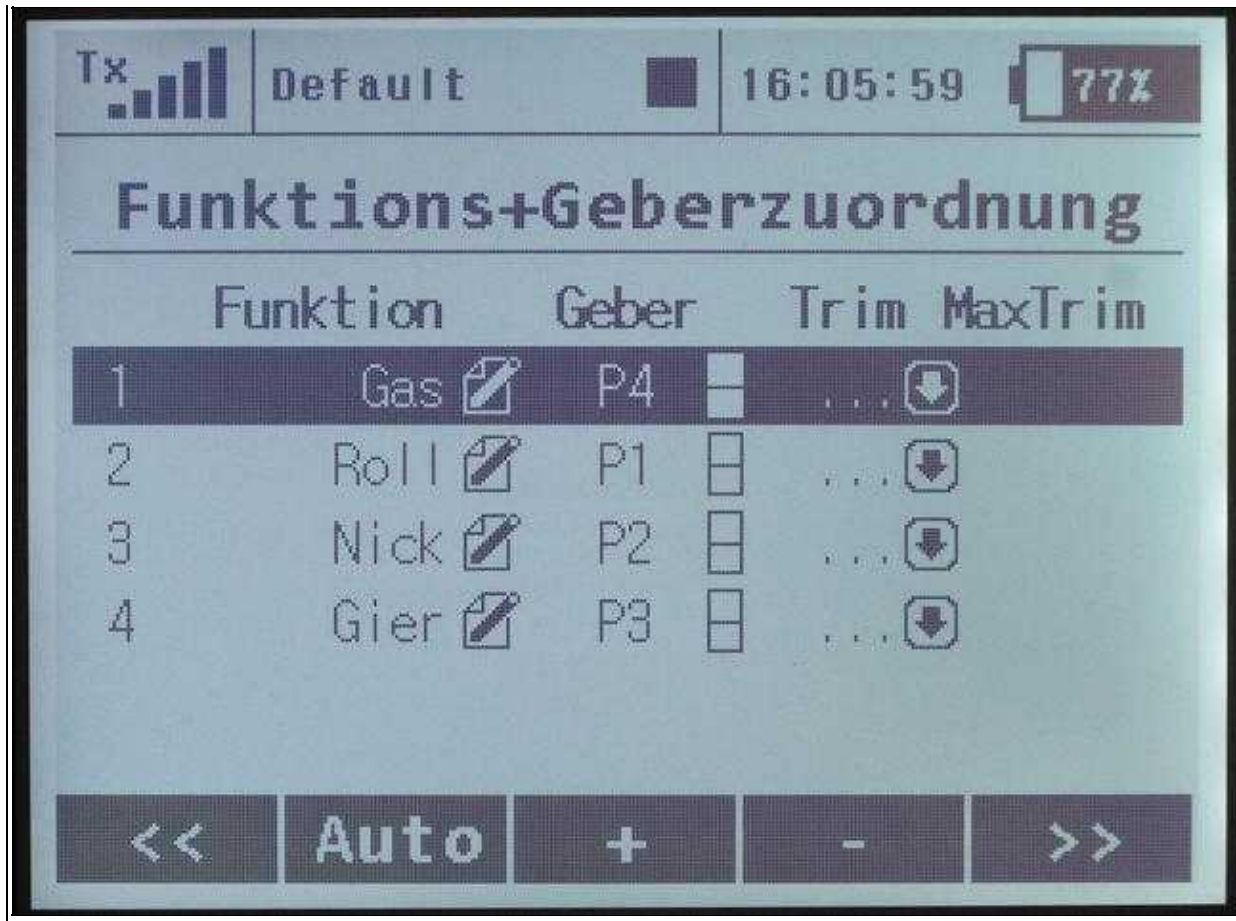 Tx Default 16:05:59 77%
Funktions+Geberzuordnung
Funktion Geber Trim MaxTrim
1 Gas P4 ...
2 Roll P1 ...
3 Nick P2 ...
4 Gier P3 ...
<< Auto + - >>